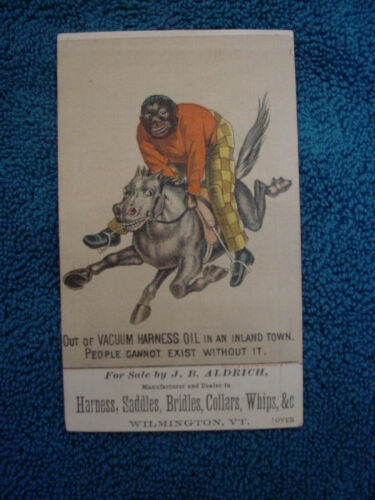 OUT OF VACUUM HARNESS OIL IN AN INLAND TOWN.
PEOPLE CANNOT EXIST WITHOUT IT.
For Sale by J. B. ALDRICH,
Manufacturer and Dealer in
Harness, Saddles, Bridles, Collars, Whips, &c
WILMINGTON, VT.
[OVER